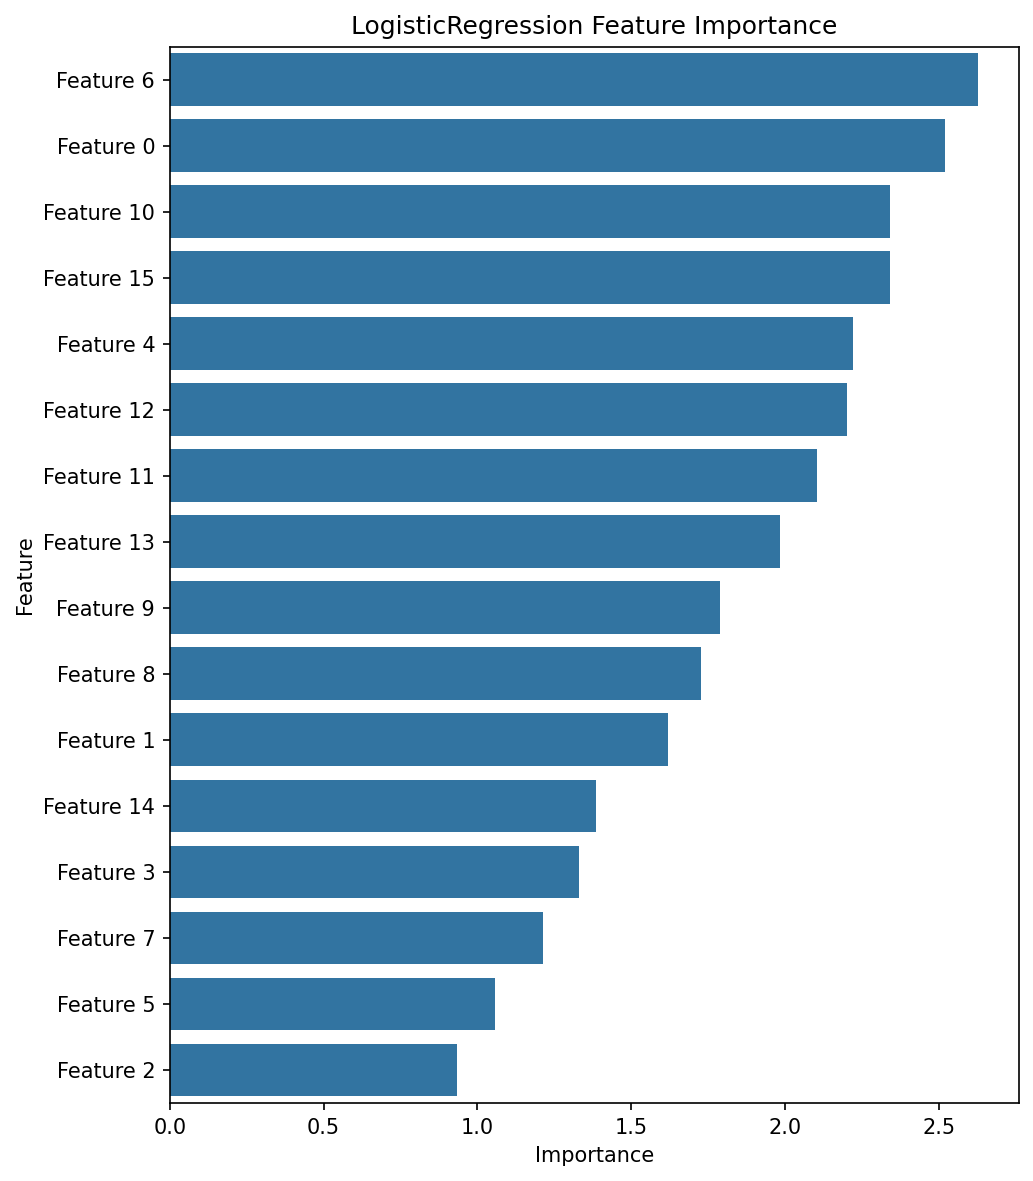 LogisticRegression Feature Importance
Feature
Feature 6
Feature 0
Feature 10
Feature 15
Feature 4
Feature 12
Feature 11
Feature 13
Feature 9
Feature 8
Feature 1
Feature 14
Feature 3
Feature 7
Feature 5
Feature 2
0.0 0.5 1.0 1.5 2.0 2.5
Importance